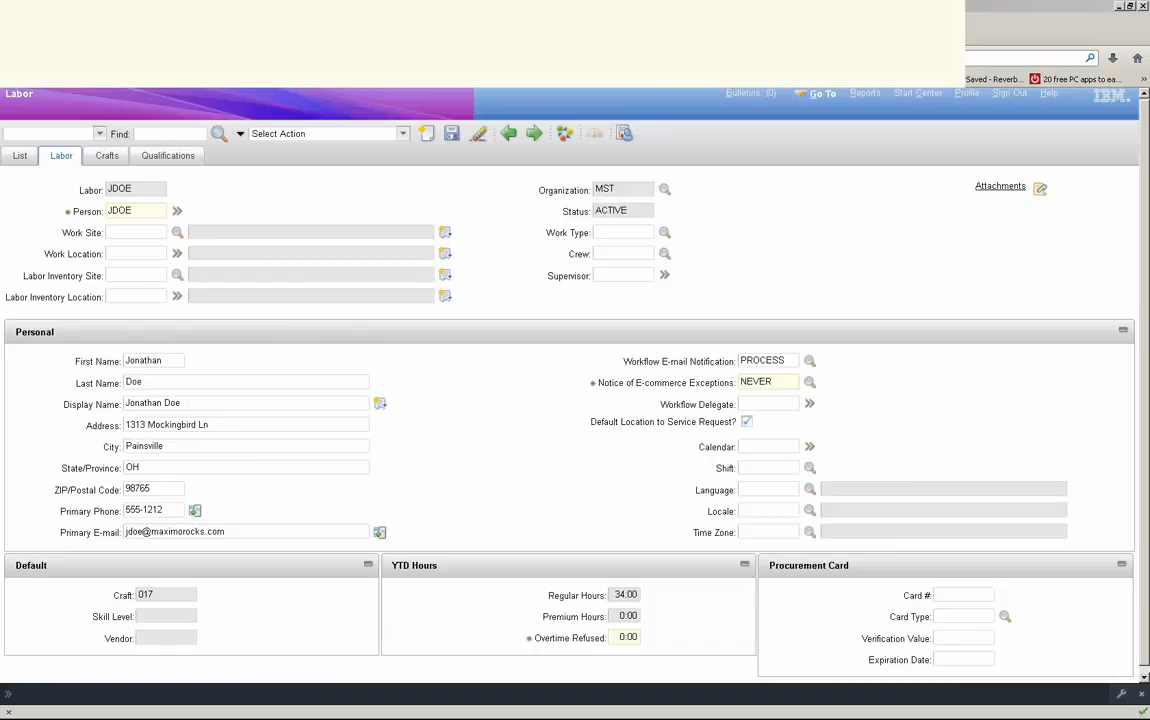 Saved - Reverb... 20 free PC apps to ea... »
Labor Bulletins (0) Go To Reports Start Center Profile Sign Out Help IBM.
Find: Select Action
List Labor Crafts Qualifications
Labor: JDOE Organization: MST Attachments
Person: JDOE Status: ACTIVE
Work Site: Work Type:
Work Location: Crew:
Labor Inventory Site: Supervisor:
Labor Inventory Location:
Personal
First Name: Jonathan Workflow E-mail Notification: PROCESS
Last Name: Doe Notice of E-commerce Exceptions: NEVER
Display Name: Jonathan Doe Workflow Delegate:
Address: 1313 Mockingbird Ln Default Location to Service Request?
City: Painsville Calendar:
State/Province: OH Shift:
ZIP/Postal Code: 98765 Language:
Primary Phone: 555-1212 Locale:
Primary E-mail: jdoe@maximorocks.com Time Zone:
Default YTD Hours Procurement Card
Craft: 017 Regular Hours: 34:00 Card #:
Skill Level: Premium Hours: 0:00 Card Type:
Vendor: Overtime Refused: 0:00 Verification Value:
Expiration Date: